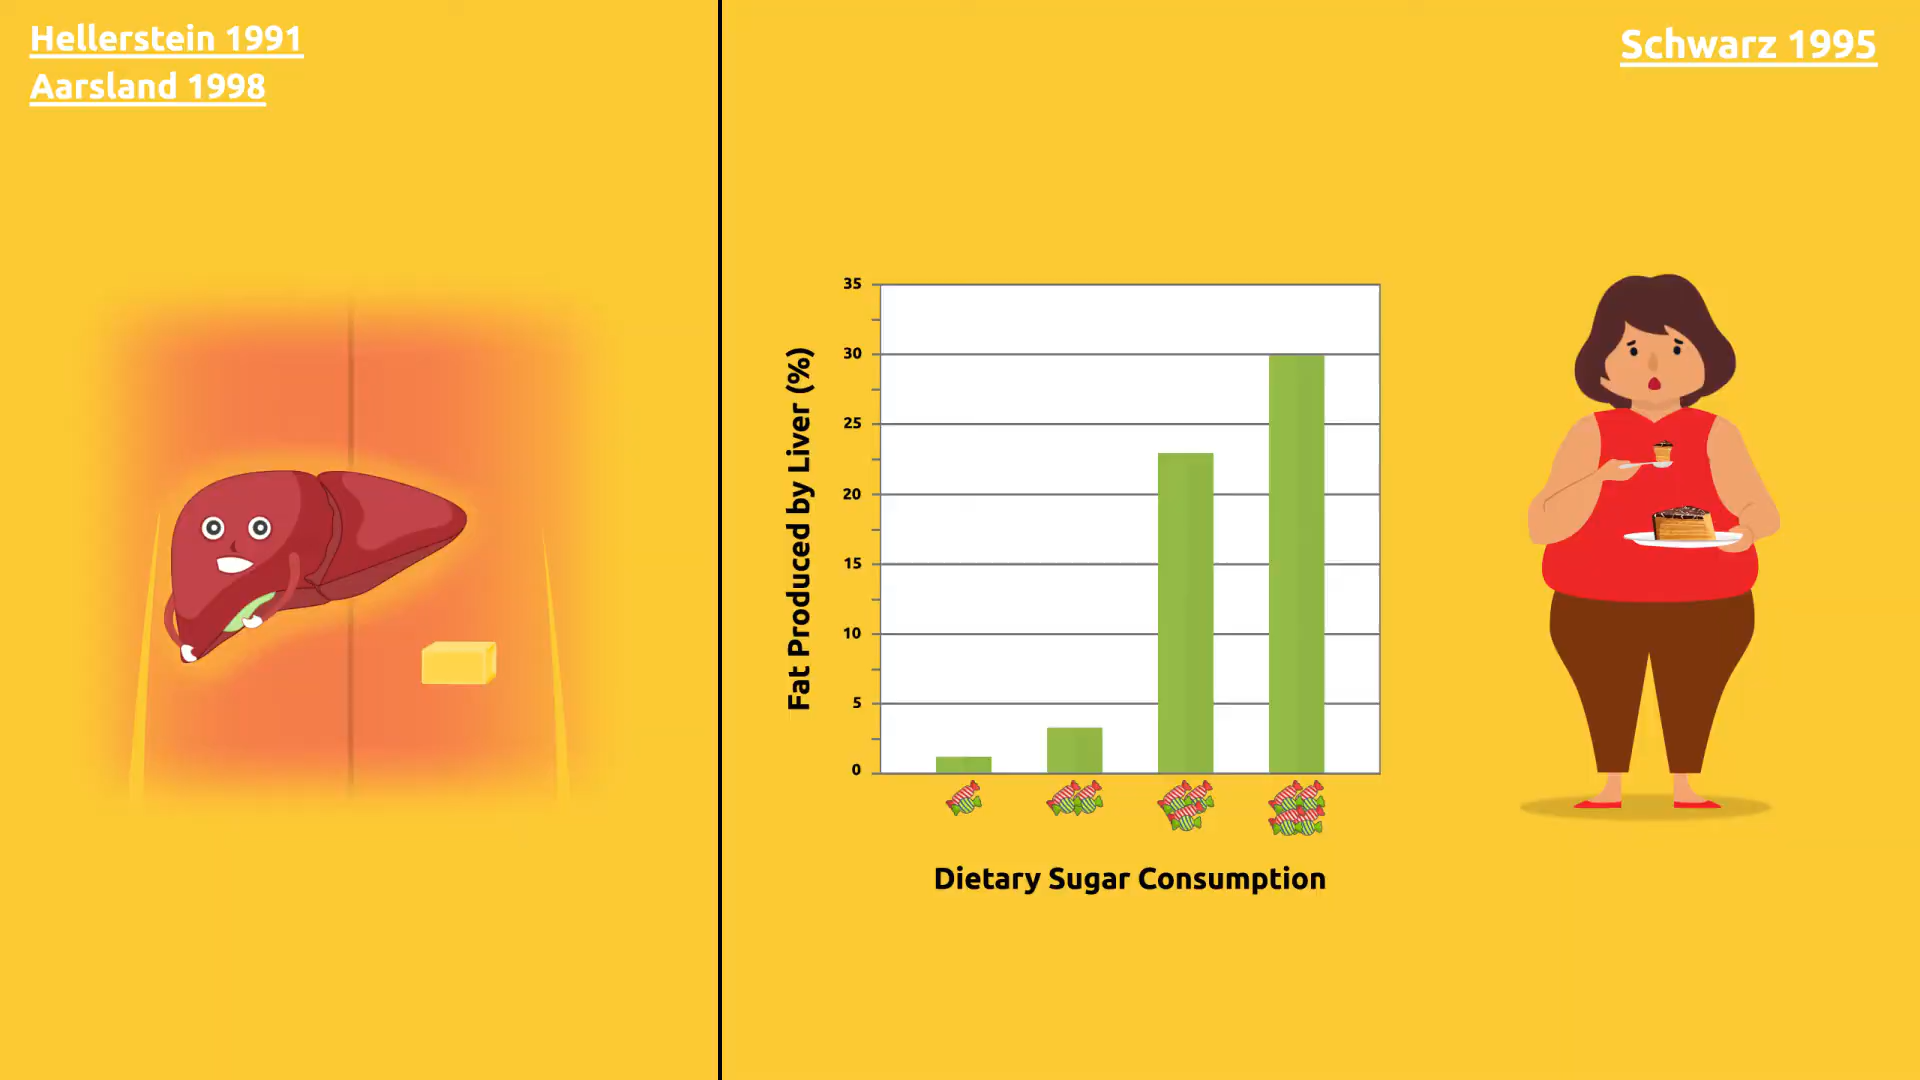 Hellerstein 1991
Aarsland 1998
Schwarz 1995
Fat Produced by Liver (%)
35
30
25
20
15
10
5
0
Dietary Sugar Consumption